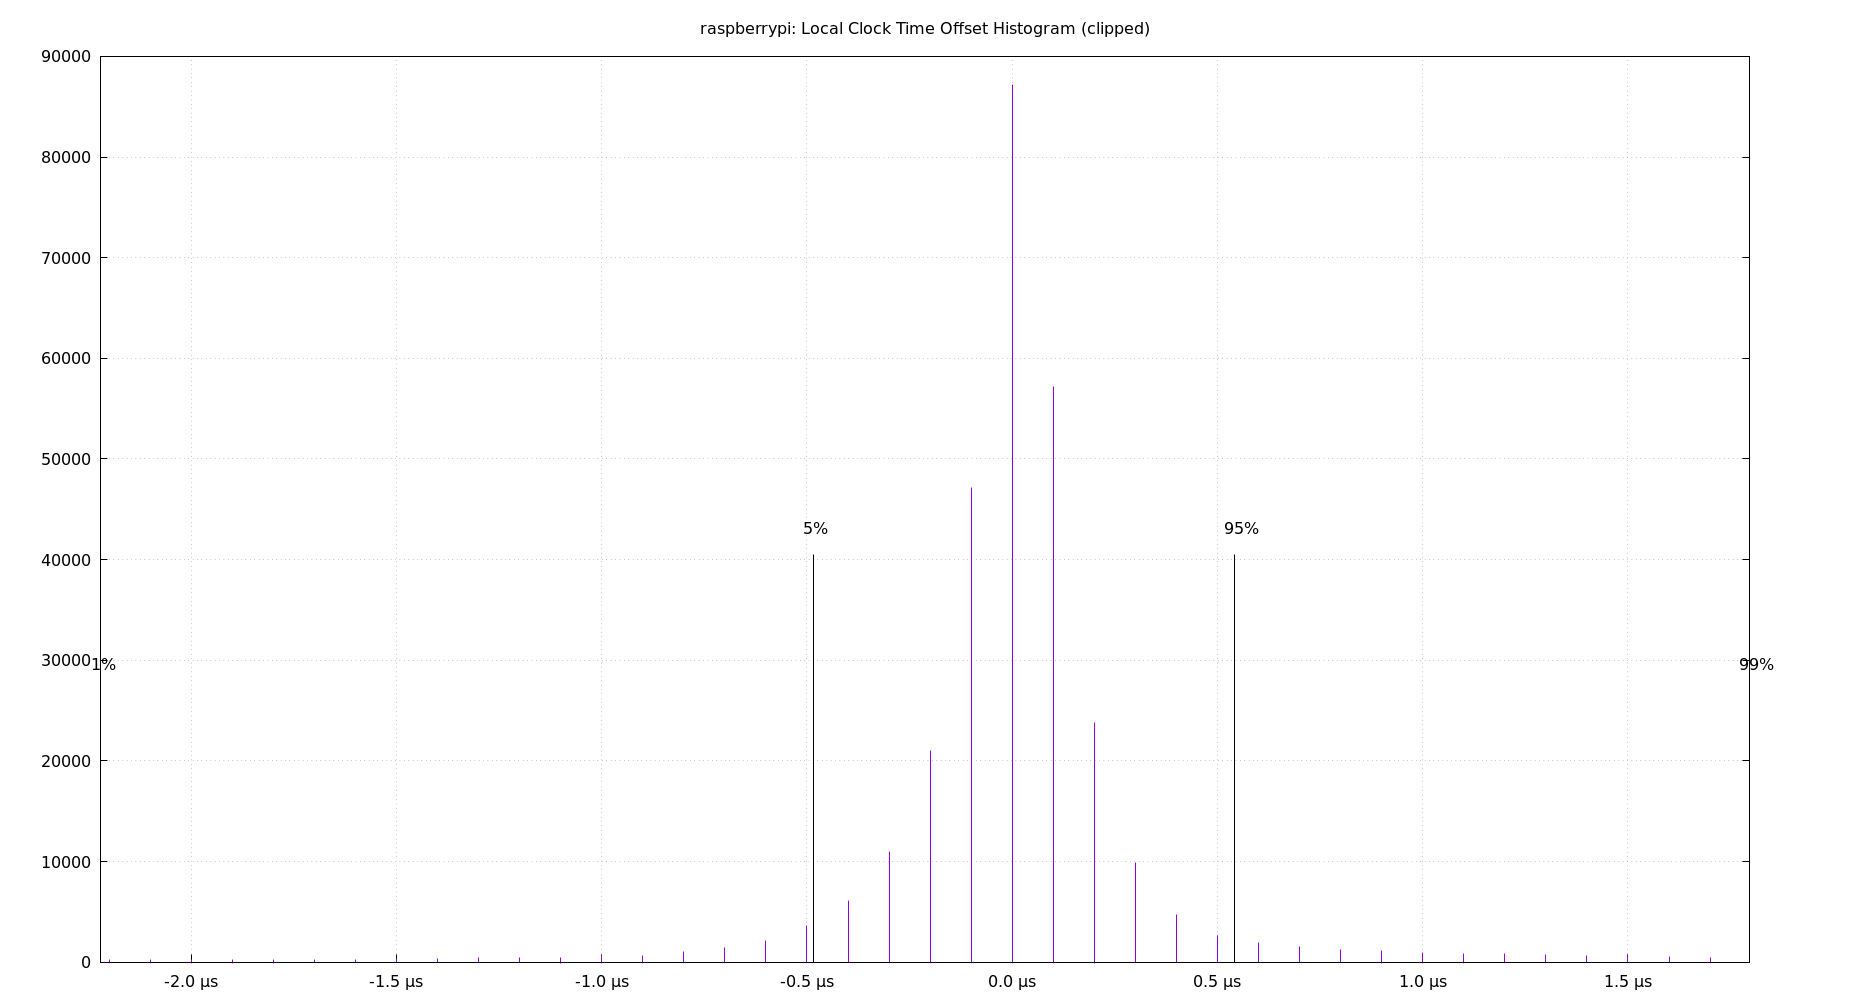 raspberrypi: Local Clock Time Offset Histogram (clipped)
90000
80000
70000
60000
50000
5%
95%
40000
30000
1%
99%
20000
10000
0
-2.0 µs
-1.5 µs
-1.0 µs
-0.5 µs
0.0 µs
0.5 µs
1.0 µs
1.5 µs